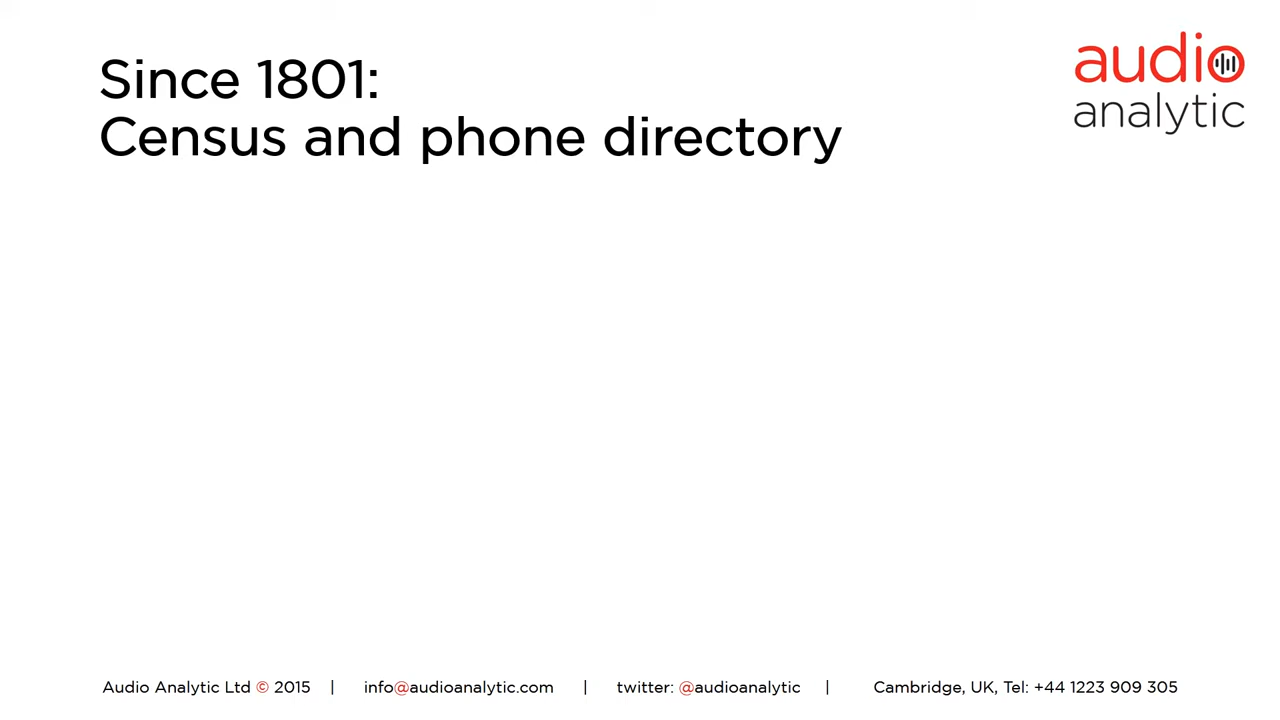 Since 1801:
Census and phone directory
audio
analytic
Audio Analytic Ltd © 2015 | info@audioanalytic.com | twitter: @audioanalytic | Cambridge, UK, Tel: +44 1223 909 305